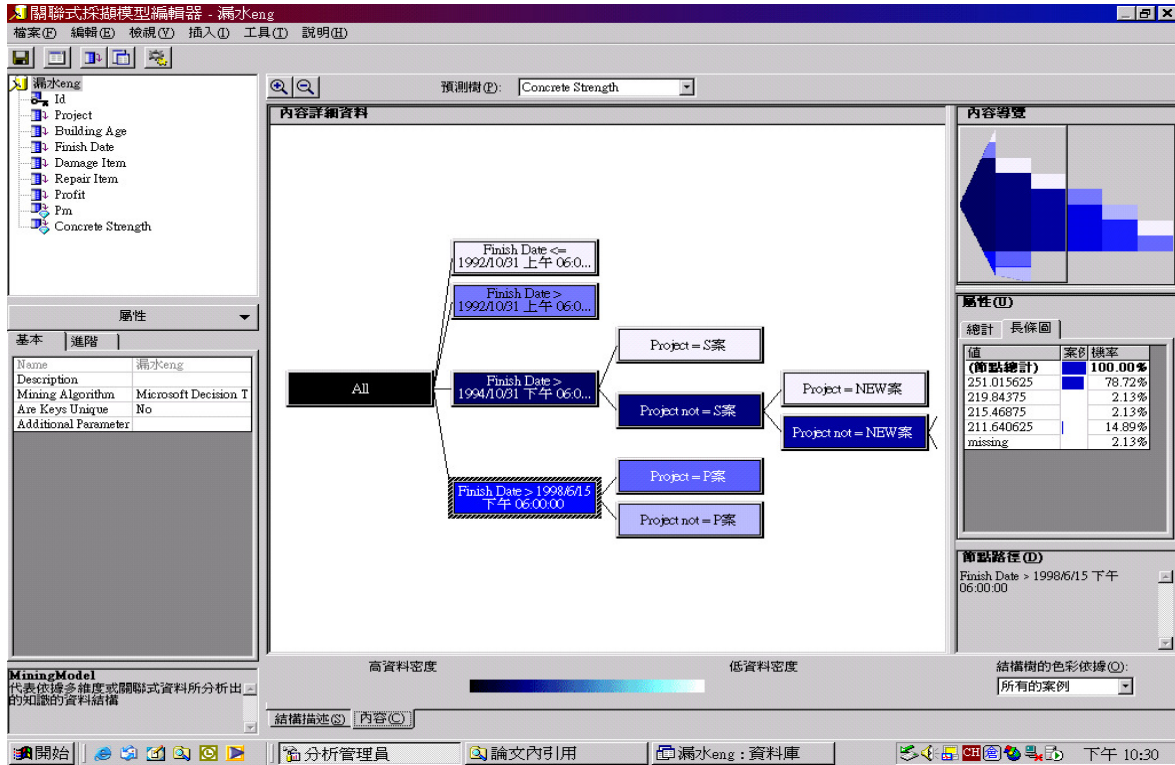 關聯式採擷模型編輯器 - 漏水eng
檔案(F) 編輯(E) 檢視(V) 插入(I) 工具(T) 說明(H)
漏水eng
Id
Project
Building Age
Finish Date
Damage Item
Repair Item
Profit
Pm
Concrete Strength
屬性
基本 進階
Name 漏水eng
Description
Mining Algorithm Microsoft Decision T
Are Keys Unique No
Additional Parameter
MiningModel
代表依據多維度或關聯式資料所分析出
的知識的資料結構
預測樹(P): Concrete Strength
內容詳細資料
All
Finish Date <=
1992/10/31 上午 06:0...
Finish Date >
1992/10/31 上午 06:0...
Finish Date >
1994/10/31 下午 06:0...
Finish Date > 1998/6/15
下午 06:00:00
Project = S案
Project not = S案
Project = P案
Project not = P案
Project = NEW案
Project not = NEW案
高資料密度 低資料密度
結構描述(S) 內容(C)
內容導覽
屬性(U)
總計 長條圖
值 案例 機率
(節點總計) 100.00%
251.015625 78.72%
219.84375 2.13%
215.46875 2.13%
211.640625 14.89%
missing 2.13%
節點路徑(D)
Finish Date > 1998/6/15 下午
06:00:00
結構樹的色彩依據(O):
所有的案例
開始 分析管理員 論文內引用 漏水eng : 資料庫 CH 下午 10:30